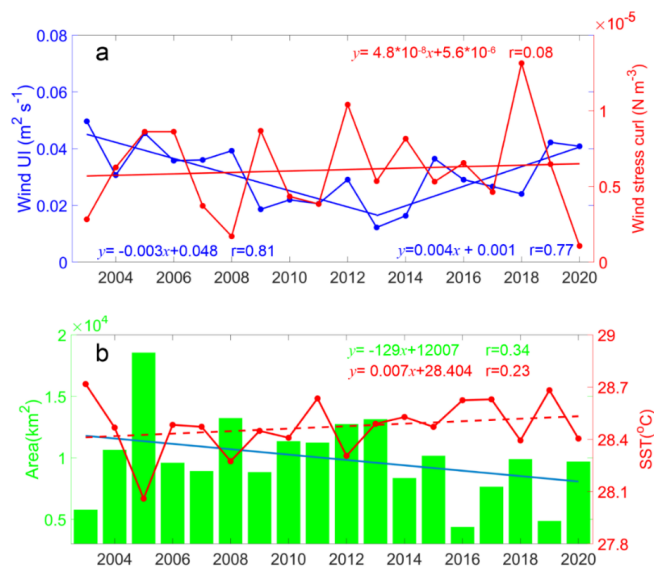 ×10⁻⁵
a
y= 4.8*10⁻⁸x+5.6*10⁻⁶ r=0.08
0.08
0.06
0.04
0.02
0
Wind UI (m² s⁻¹)
1
0.5
0
Wind stress curl (N m⁻³)
y= -0.003x+0.048 r=0.81
y=0.004x + 0.001 r=0.77
2004 2006 2008 2010 2012 2014 2016 2018 2020
×10⁴
b
y= -129x+12007 r=0.34
y= 0.007x+28.404 r=0.23
2
1.5
1
0.5
Area(km²)
29
28.7
28.4
28.1
27.8
SST(°C)
2004 2006 2008 2010 2012 2014 2016 2018 2020